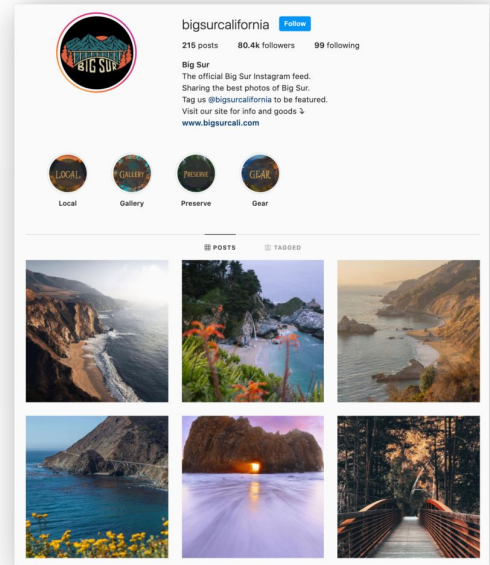 BIG SUR
bigsurcalifornia Follow
215 posts 80.4k followers 99 following
Big Sur
The official Big Sur Instagram feed.
Sharing the best photos of Big Sur.
Tag us @bigsurcalifornia to be featured.
Visit our site for info and goods ⤵
www.bigsurcali.com
LOCAL GALLERY PRESERVE GEAR
Local Gallery Preserve Gear
POSTS TAGGED